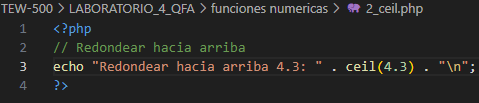 TEW-500 > LABORATORIO_4_QFA > funciones numericas > 2_ceil.php
1 <?php
2 // Redondear hacia arriba
3 echo "Redondear hacia arriba 4.3: " . ceil(4.3) . "\n";
4 ?>